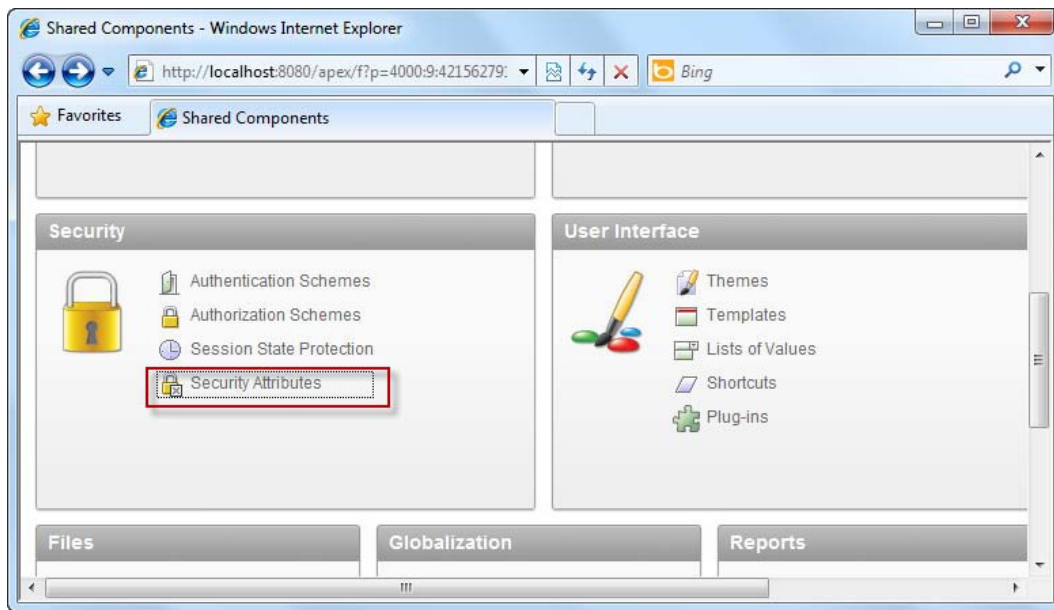 Shared Components - Windows Internet Explorer
http://localhost:8080/apex/f?p=4000:9:42156279:
Bing
Favorites
Shared Components
Security
Authentication Schemes
Authorization Schemes
Session State Protection
Security Attributes
User Interface
Themes
Templates
Lists of Values
Shortcuts
Plug-ins
Files
Globalization
Reports